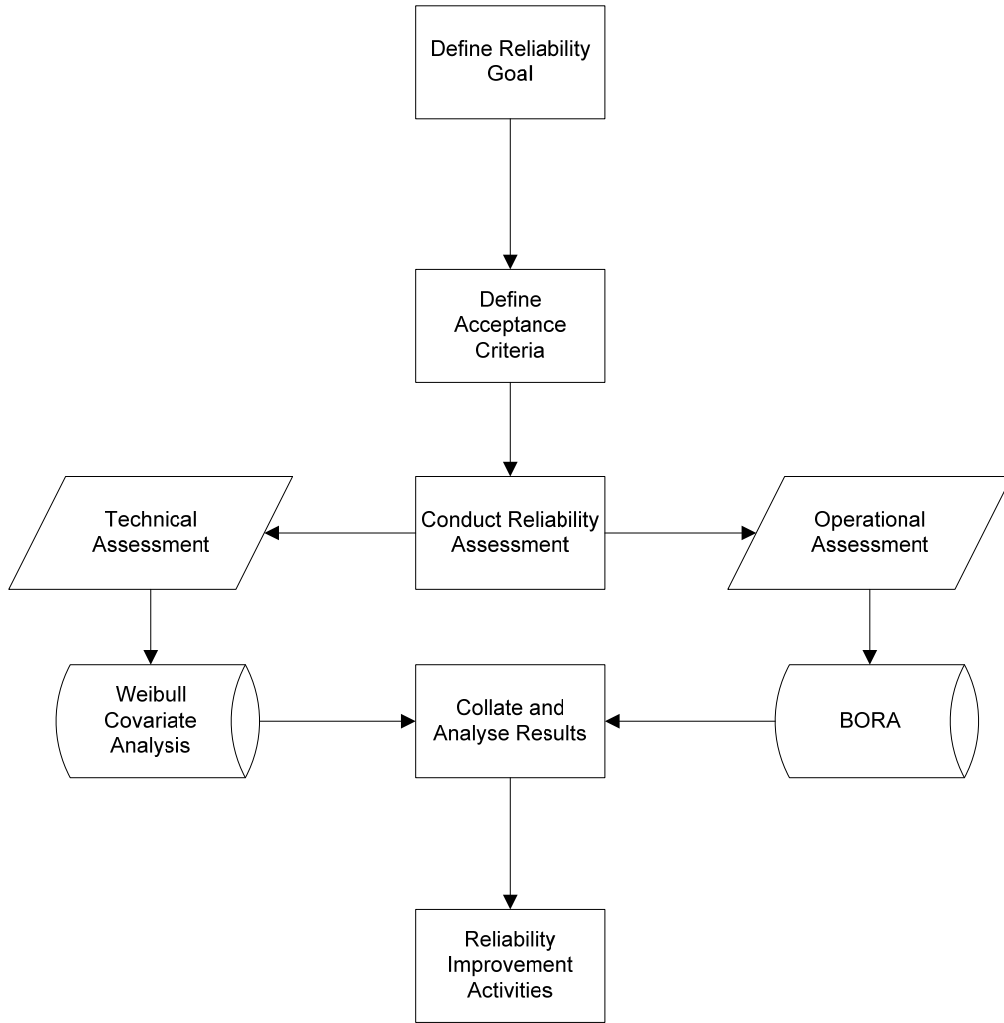 Define Reliability
Goal
Define
Acceptance
Criteria
Technical
Assessment
Conduct Reliability
Assessment
Operational
Assessment
Weibull
Covariate
Analysis
Collate and
Analyse Results
BORA
Reliability
Improvement
Activities